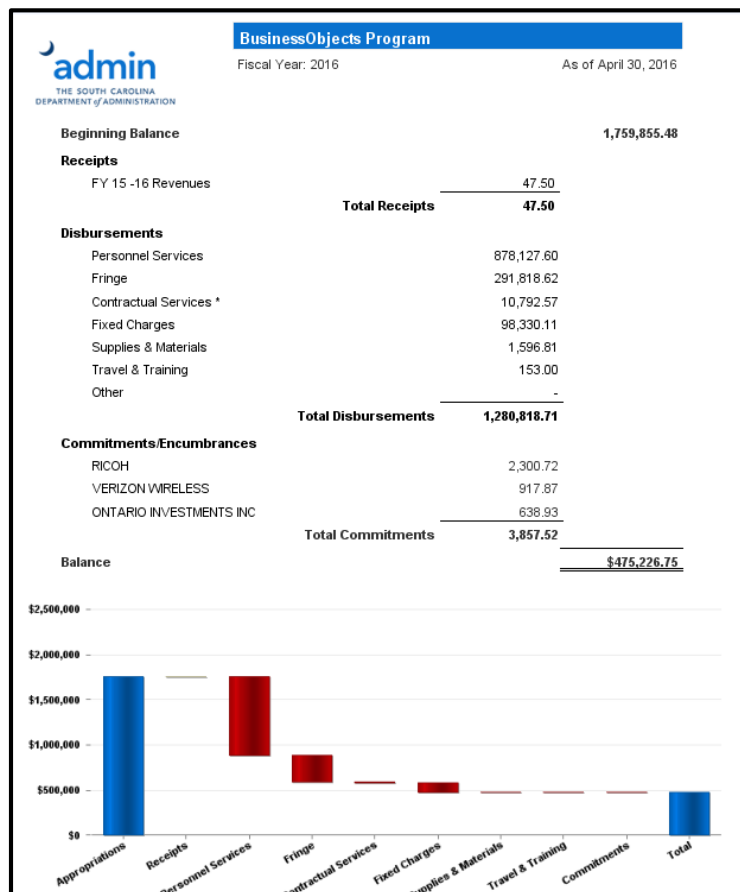 BusinessObjects Program
admin
THE SOUTH CAROLINA
DEPARTMENT of ADMINISTRATION
Fiscal Year: 2016 As of April 30, 2016
Beginning Balance 1,759,855.48
Receipts
FY 15 -16 Revenues 47.50
Total Receipts 47.50
Disbursements
Personnel Services 878,127.60
Fringe 291,818.62
Contractual Services * 10,792.57
Fixed Charges 98,330.11
Supplies & Materials 1,596.81
Travel & Training 153.00
Other -
Total Disbursements 1,280,818.71
Commitments/Encumbrances
RICOH 2,300.72
VERIZON WIRELESS 917.87
ONTARIO INVESTMENTS INC 638.93
Total Commitments 3,857.52
Balance $475,226.75
$2,500,000
$2,000,000
$1,500,000
$1,000,000
$500,000
$0
Appropriations
Receipts
Personnel Services
Fringe
Contractual Services
Fixed Charges
Supplies & Materials
Travel & Training
Commitments
Total